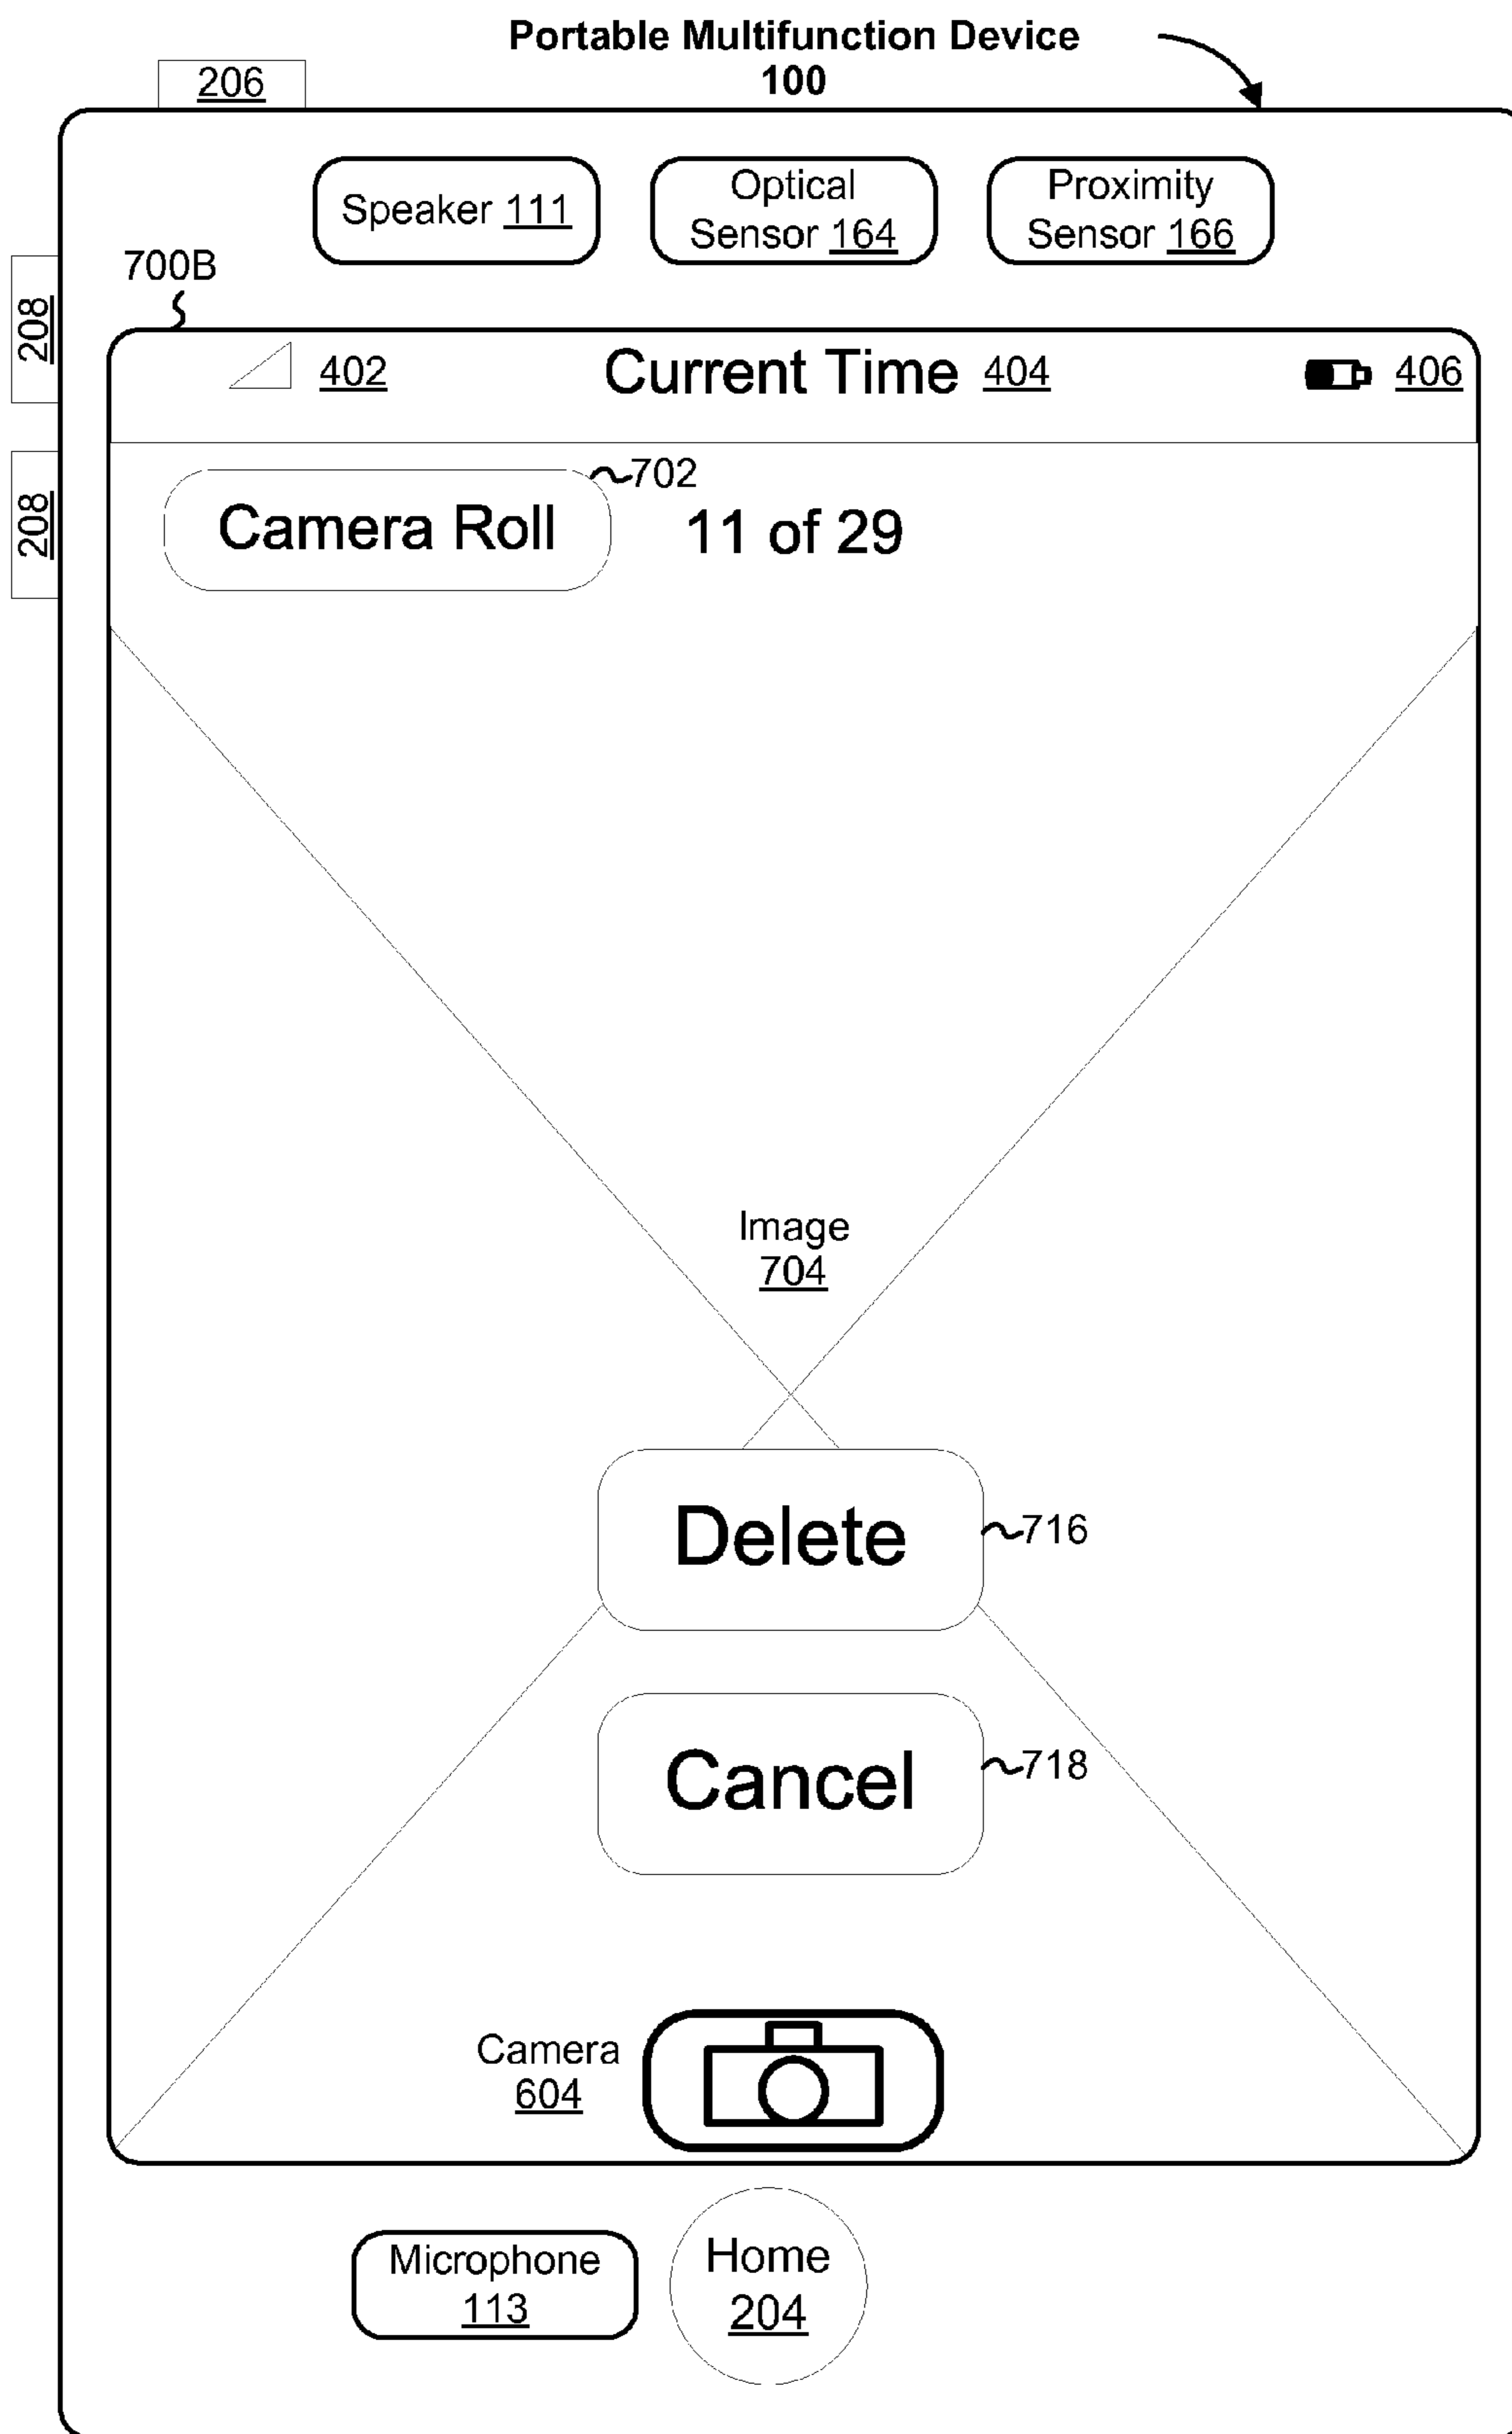 Portable Multifunction Device
100
206
Speaker 111
Optical
Sensor 164
Proximity
Sensor 166
700B
208
402
Current Time 404
406
208
702
Camera Roll
11 of 29
Image
704
Delete
716
Cancel
718
Camera
604
Microphone
113
Home
204